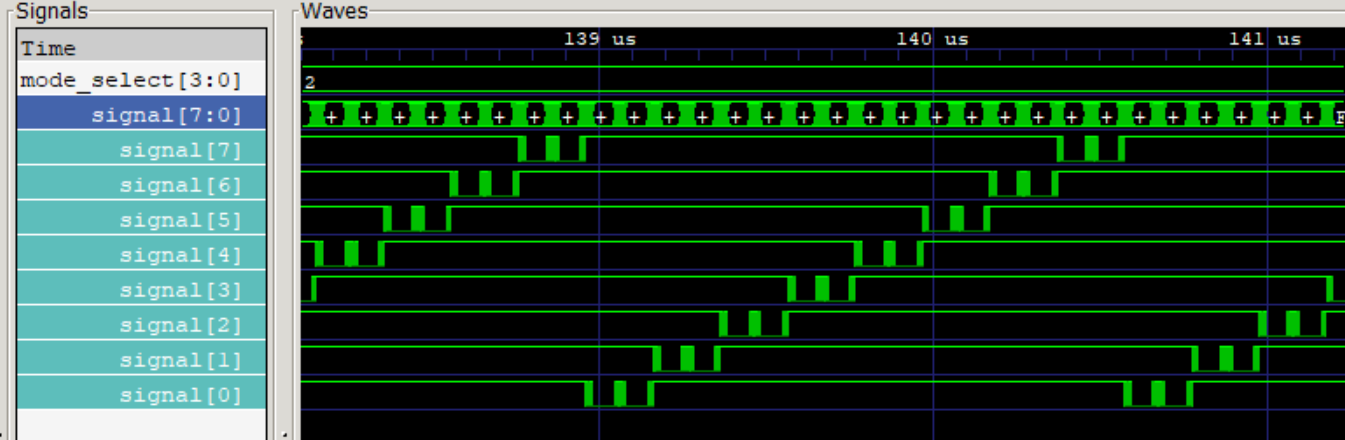 Signals
Waves
Time
139 us
140 us
141 us
mode_select[3:0]
2
signal[7:0]
+ + + + + + + + + + + + + + + + + + + + + + + + + + + + + +
signal[7]
signal[6]
signal[5]
signal[4]
signal[3]
signal[2]
signal[1]
signal[0]